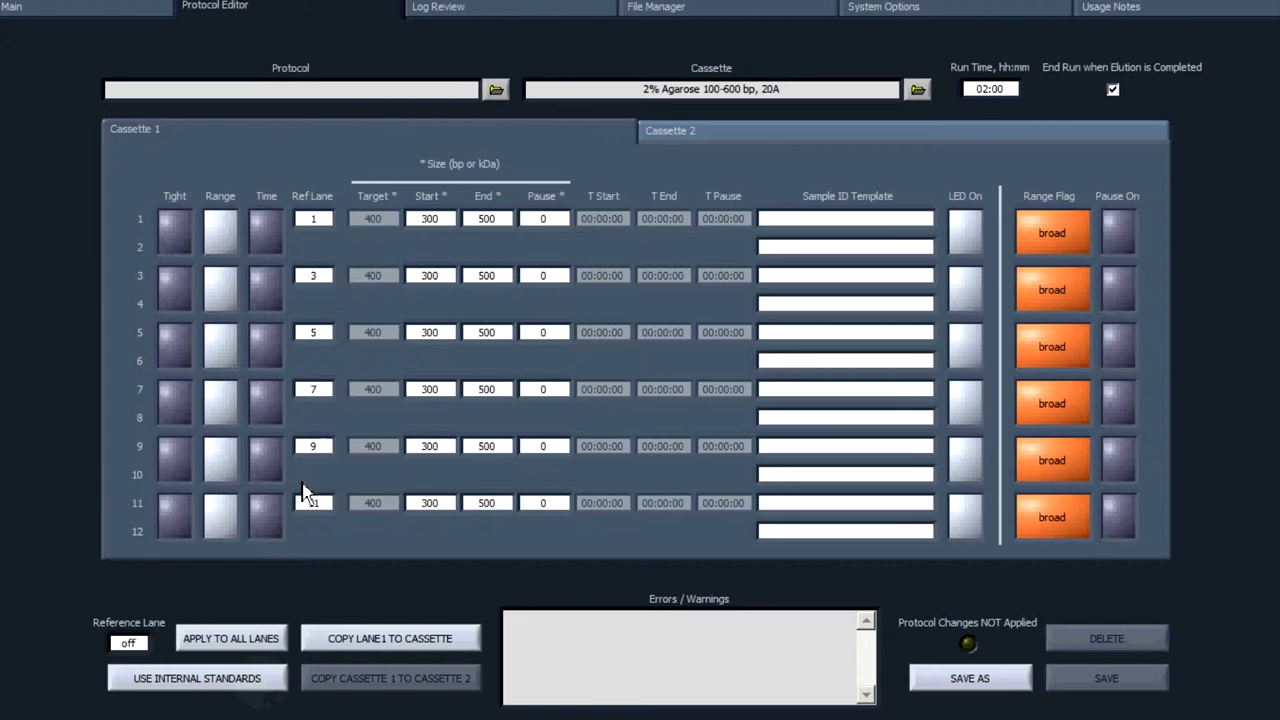 Main Protocol Editor Log Review File Manager System Options Usage Notes
Protocol Cassette Run Time, hh:mm End Run when Elution is Completed
2% Agarose 100-600 bp, 20A 02:00
Cassette 1 Cassette 2
* Size (bp or kDa)
Tight Range Time Ref Lane Target * Start * End * Pause * T Start T End T Pause Sample ID Template LED On Range Flag Pause On
1 1 400 300 500 0 00:00:00 00:00:00 00:00:00
broad
2
3 3 400 300 500 0 00:00:00 00:00:00 00:00:00
broad
4
5 5 400 300 500 0 00:00:00 00:00:00 00:00:00
broad
6
7 7 400 300 500 0 00:00:00 00:00:00 00:00:00
broad
8
9 9 400 300 500 0 00:00:00 00:00:00 00:00:00
broad
10
11 400 300 500 0 00:00:00 00:00:00 00:00:00
broad
12
Errors / Warnings
Reference Lane Protocol Changes NOT Applied
off APPLY TO ALL LANES COPY LANE1 TO CASSETTE DELETE
USE INTERNAL STANDARDS COPY CASSETTE 1 TO CASSETTE 2 SAVE AS SAVE